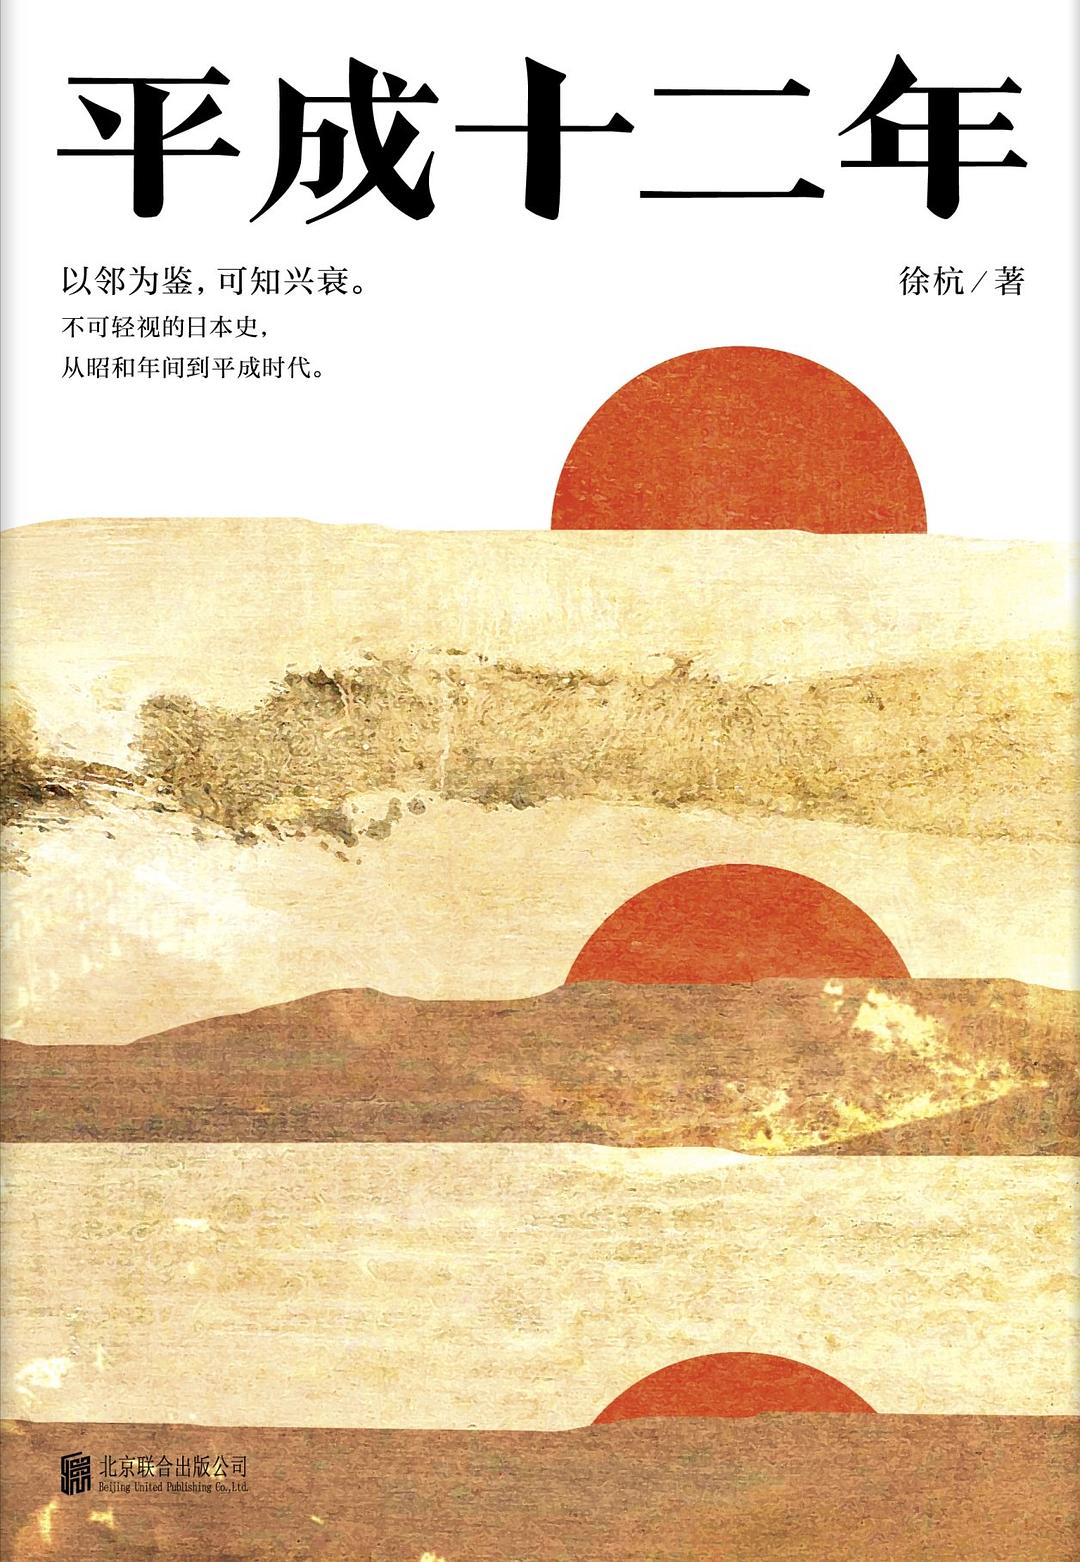 平成十二年
以邻为鉴，可知兴衰。
徐杭／著
不可轻视的日本史，
从昭和年间到平成时代。
北京联合出版公司
Beijing United Publishing Co.,Ltd.